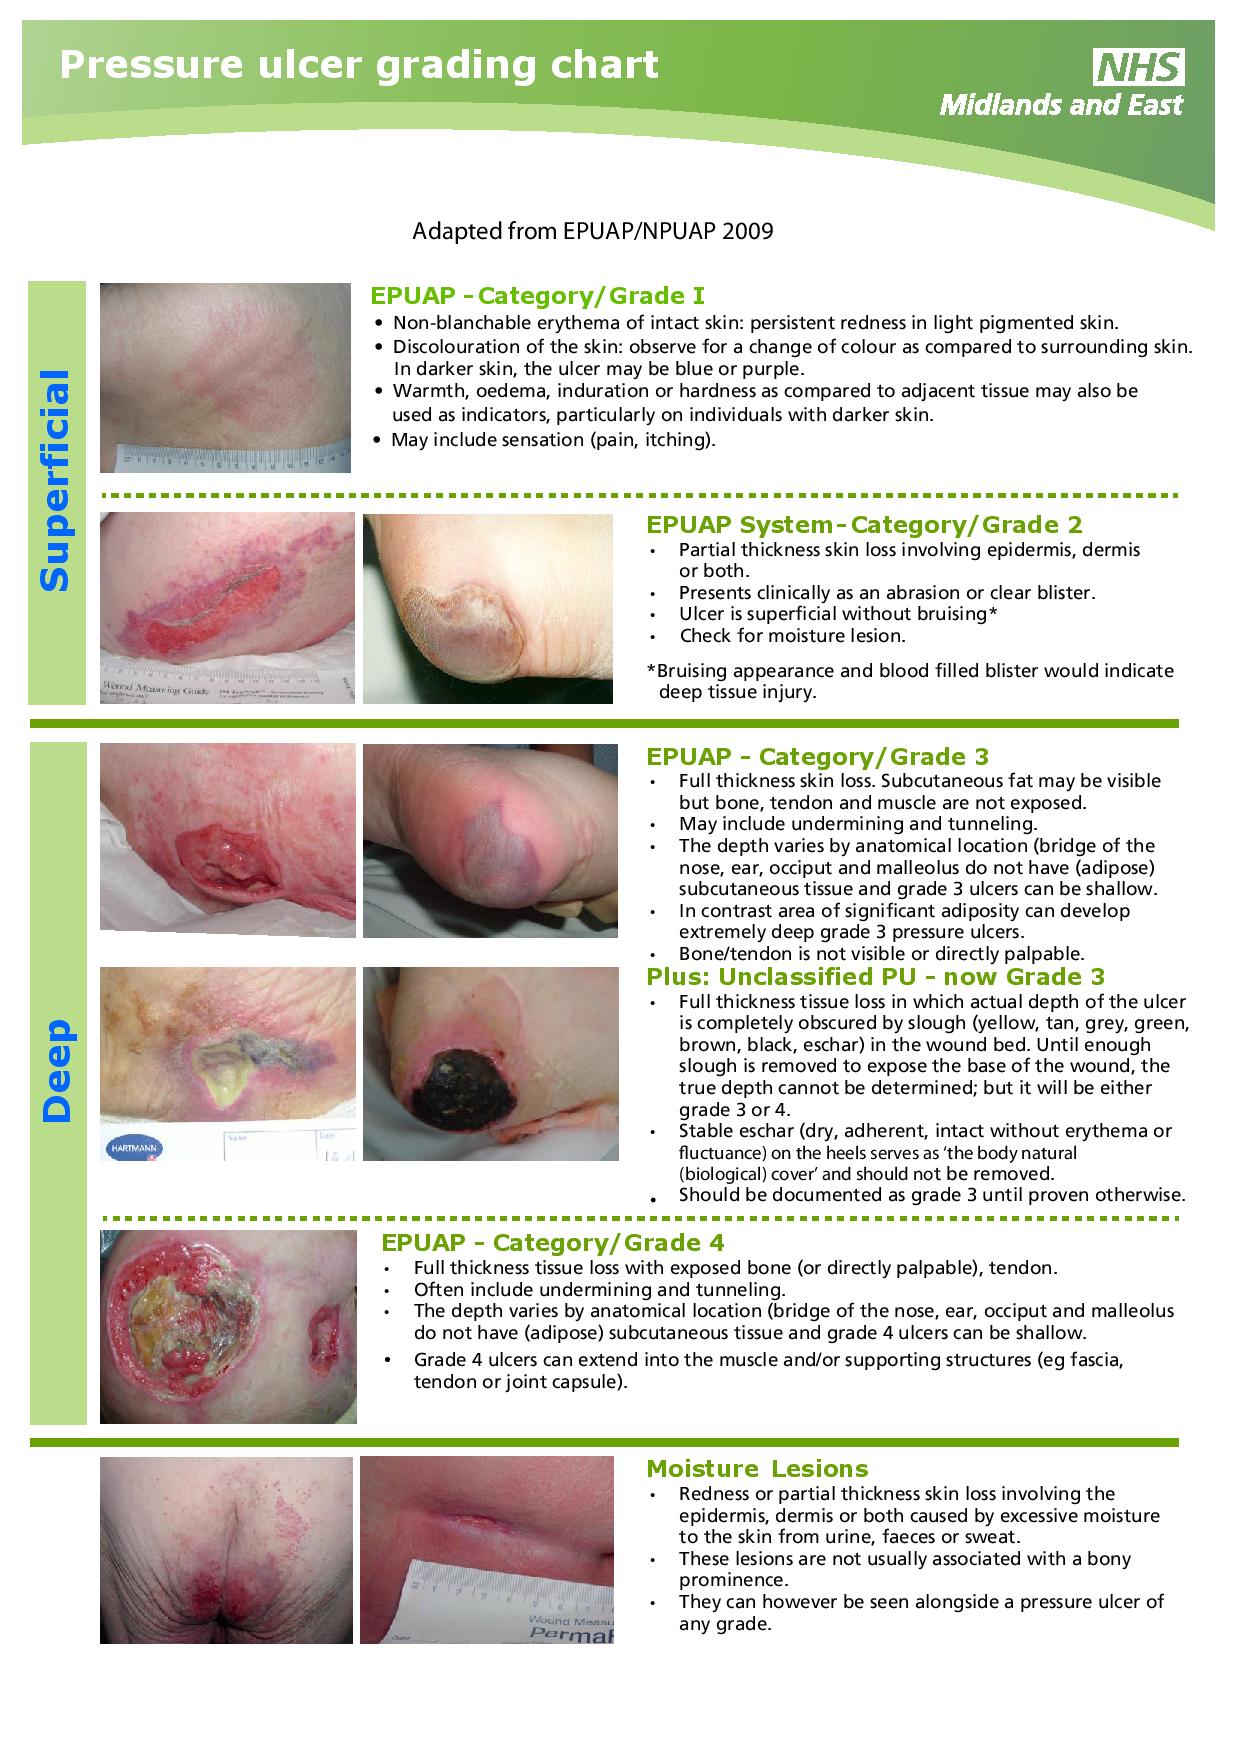 Pressure ulcer grading chart
NHS
Midlands and East
Adapted from EPUAP/NPUAP 2009
Superficial
EPUAP - Category/Grade I
• Non-blanchable erythema of intact skin: persistent redness in light pigmented skin.
• Discolouration of the skin: observe for a change of colour as compared to surrounding skin.
In darker skin, the ulcer may be blue or purple.
• Warmth, oedema, induration or hardness as compared to adjacent tissue may also be
used as indicators, particularly on individuals with darker skin.
• May include sensation (pain, itching).
EPUAP System-Category/Grade 2
• Partial thickness skin loss involving epidermis, dermis
or both.
• Presents clinically as an abrasion or clear blister.
• Ulcer is superficial without bruising*
• Check for moisture lesion.
*Bruising appearance and blood filled blister would indicate
deep tissue injury.
Wound Measuring Guide
Deep
EPUAP - Category/Grade 3
• Full thickness skin loss. Subcutaneous fat may be visible
but bone, tendon and muscle are not exposed.
• May include undermining and tunneling.
• The depth varies by anatomical location (bridge of the
nose, ear, occiput and malleolus do not have (adipose)
subcutaneous tissue and grade 3 ulcers can be shallow.
• In contrast area of significant adiposity can develop
extremely deep grade 3 pressure ulcers.
• Bone/tendon is not visible or directly palpable.
Plus: Unclassified PU - now Grade 3
• Full thickness tissue loss in which actual depth of the ulcer
is completely obscured by slough (yellow, tan, grey, green,
brown, black, eschar) in the wound bed. Until enough
slough is removed to expose the base of the wound, the
true depth cannot be determined; but it will be either
grade 3 or 4.
• Stable eschar (dry, adherent, intact without erythema or
fluctuance) on the heels serves as ‘the body natural
(biological) cover’ and should not be removed.
• Should be documented as grade 3 until proven otherwise.
HARTMANN
Name:
Date:
EPUAP - Category/Grade 4
• Full thickness tissue loss with exposed bone (or directly palpable), tendon.
• Often include undermining and tunneling.
• The depth varies by anatomical location (bridge of the nose, ear, occiput and malleolus
do not have (adipose) subcutaneous tissue and grade 4 ulcers can be shallow.
• Grade 4 ulcers can extend into the muscle and/or supporting structures (eg fascia,
tendon or joint capsule).
Moisture Lesions
• Redness or partial thickness skin loss involving the
epidermis, dermis or both caused by excessive moisture
to the skin from urine, faeces or sweat.
• These lesions are not usually associated with a bony
prominence.
• They can however be seen alongside a pressure ulcer of
any grade.
Wound Measu
PermaF